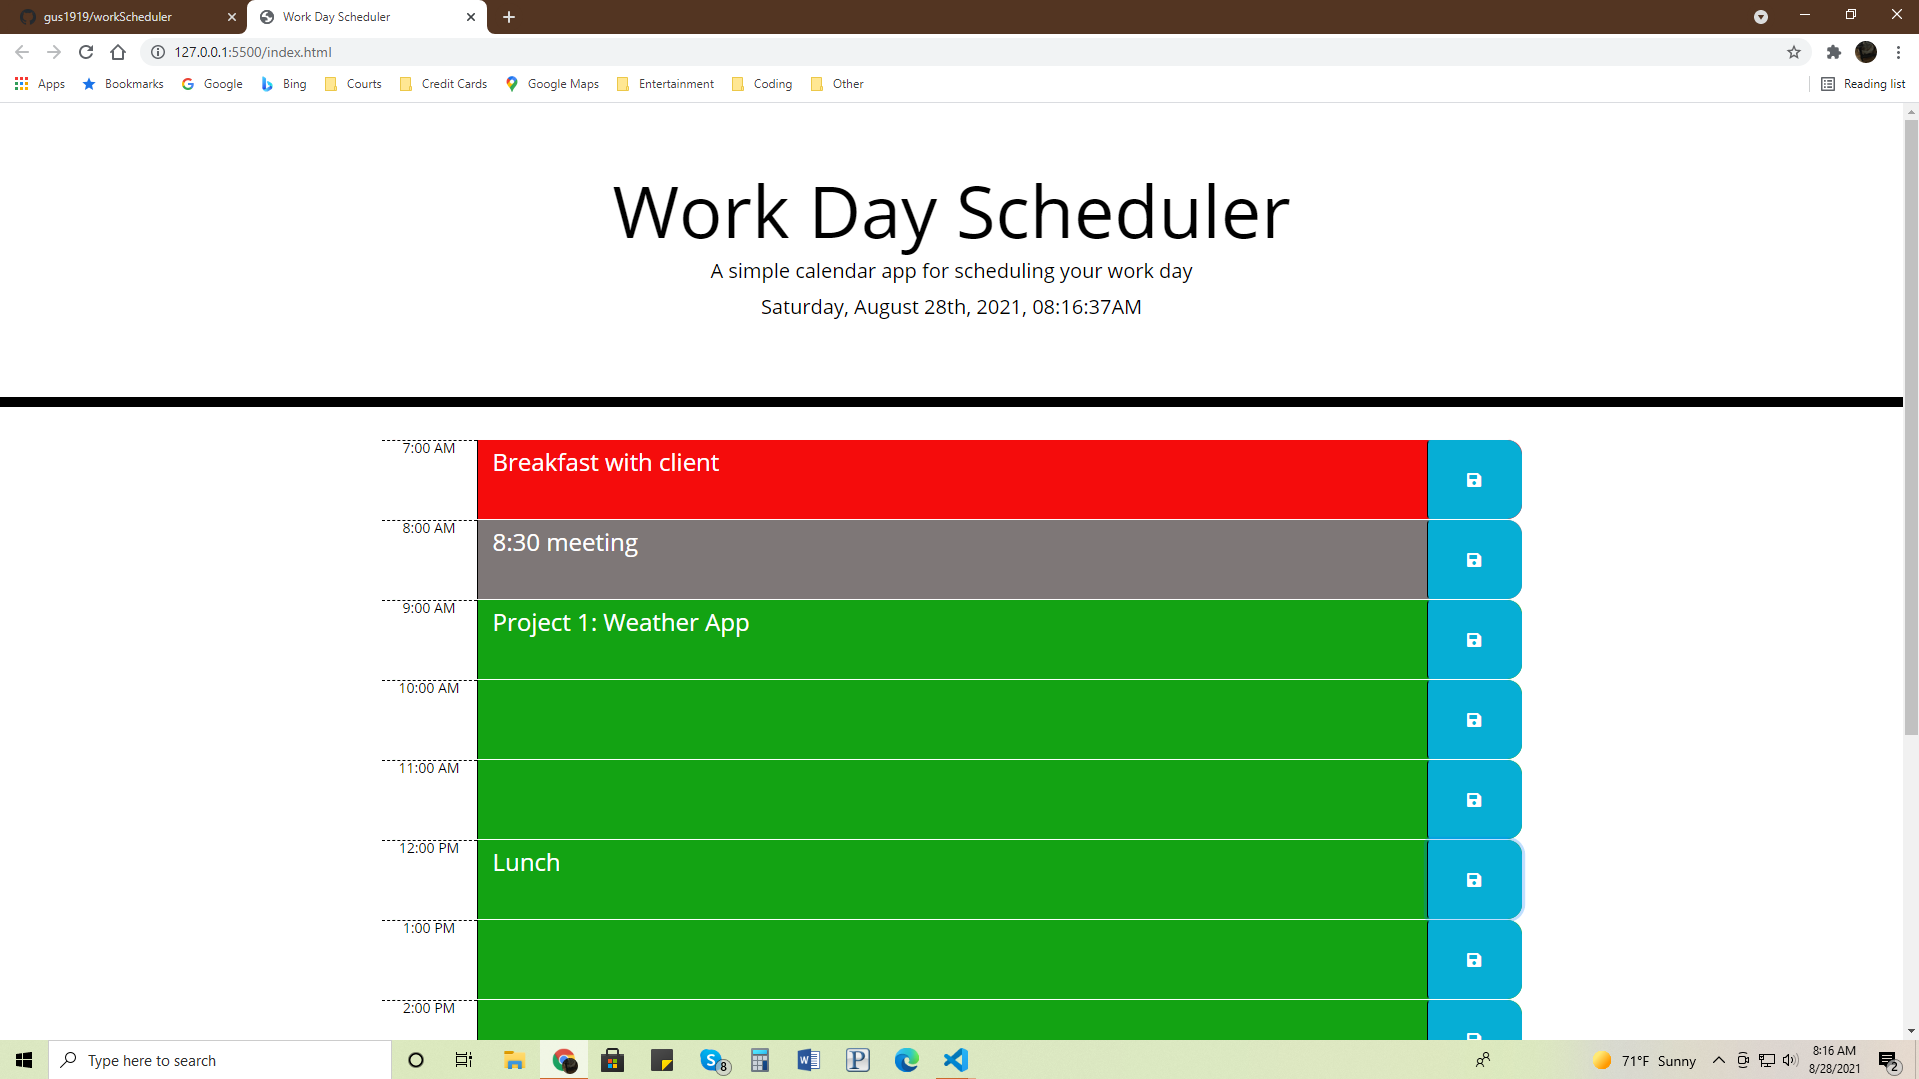 gus1919/workScheduler
Work Day Scheduler
127.0.0.1:5500/index.html
Apps Bookmarks Google Bing Courts Credit Cards Google Maps Entertainment Coding Other Reading list
Work Day Scheduler
A simple calendar app for scheduling your work day
Saturday, August 28th, 2021, 08:16:37AM
7:00 AM Breakfast with client
8:00 AM 8:30 meeting
9:00 AM Project 1: Weather App
10:00 AM
11:00 AM
12:00 PM Lunch
1:00 PM
2:00 PM
Type here to search
8
71°F Sunny
8:16 AM
8/28/2021
2